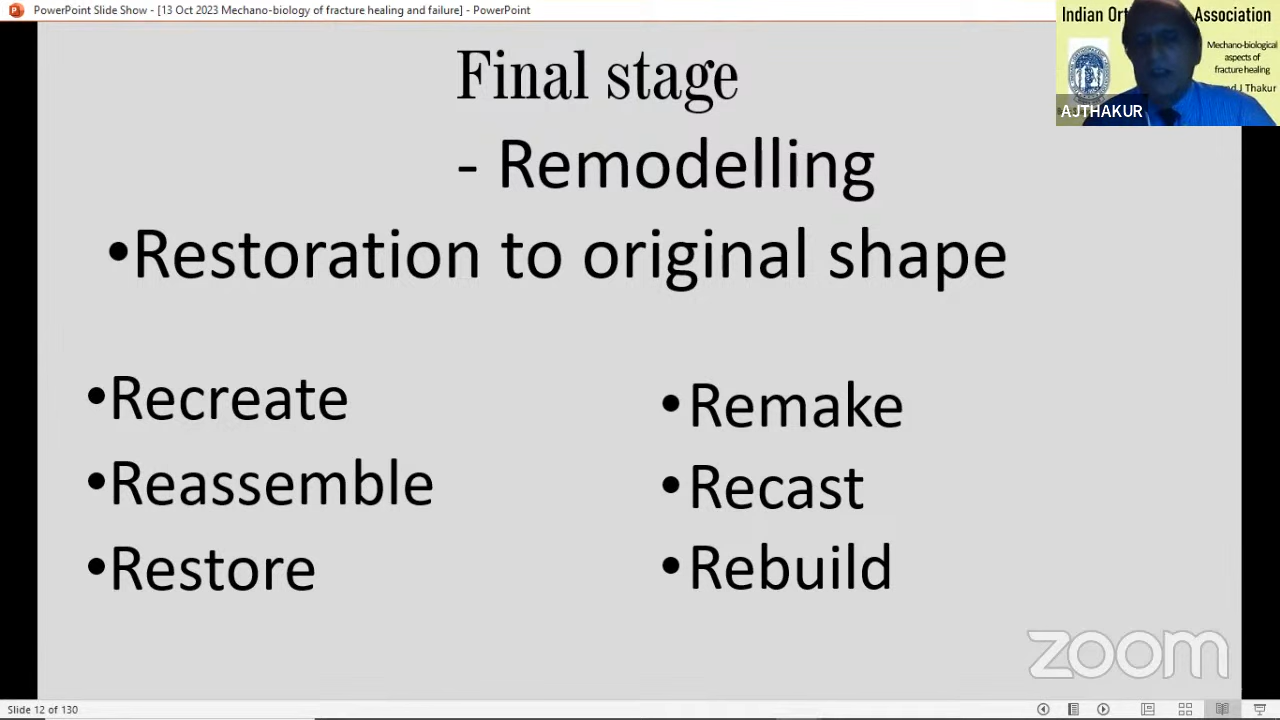 PowerPoint Slide Show - [13 Oct 2023 Mechano-biology of fracture healing and failure] - PowerPoint
Indian Association
Mechano-biological
aspects of
fracture healing
J Thakur
AJTHAKUR
Final stage
- Remodelling
•Restoration to original shape
•Recreate
•Reassemble
•Restore
•Remake
•Recast
•Rebuild
zoom
Slide 12 of 130